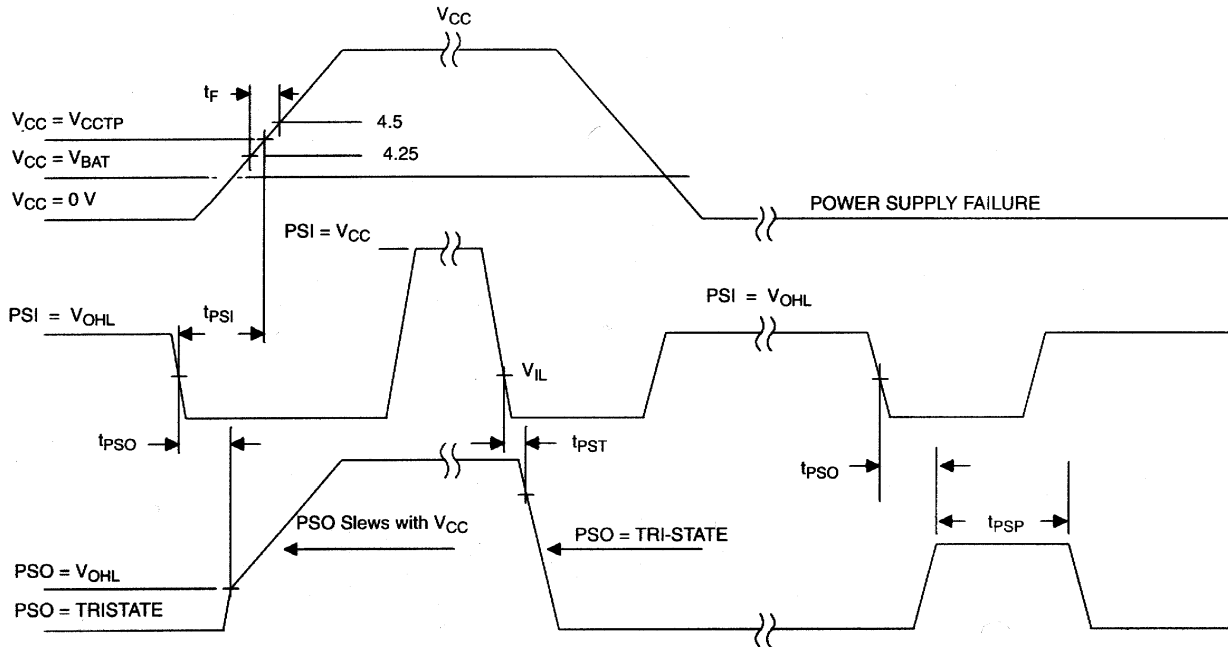 VCC
tF
VCC = VCCTP
4.5
VCC = VBAT
4.25
VCC = 0 V
POWER SUPPLY FAILURE
PSI = VCC
PSI = VOHL
tPSI
PSI = VOHL
VIL
tPSO
tPST
tPSO
PSO Slews with VCC
PSO = TRI-STATE
tPSP
PSO = VOHL
PSO = TRISTATE